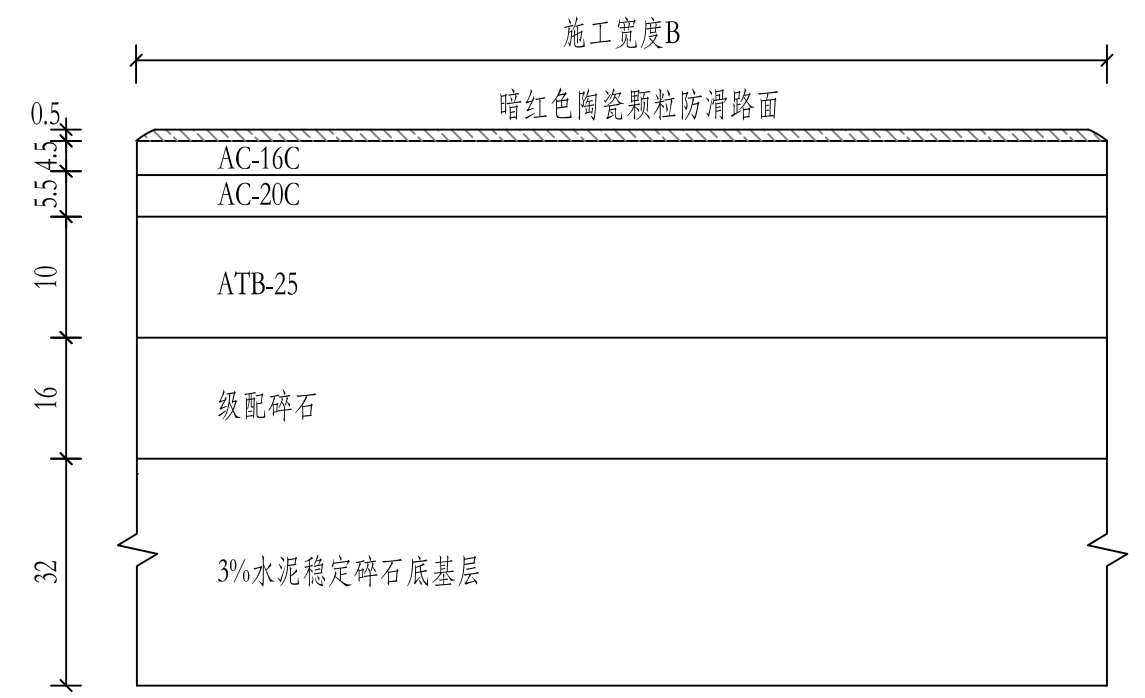 施工宽度B
暗红色陶瓷颗粒防滑路面
0.5
4.5
AC-16C
5.5
AC-20C
10
ATB-25
16
级配碎石
32
3%水泥稳定碎石底基层